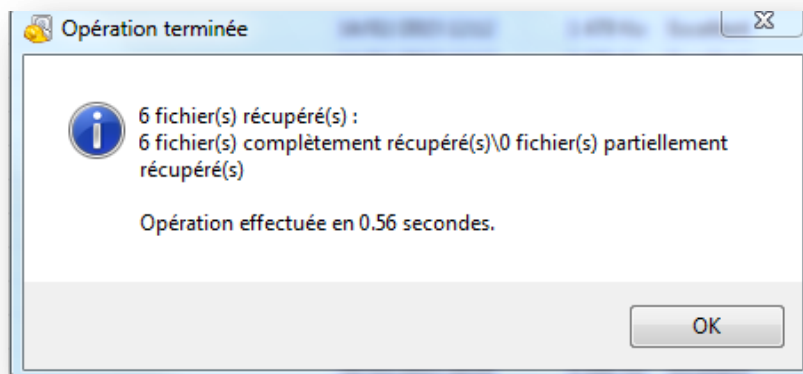 Opération terminée
6 fichier(s) récupéré(s) :
6 fichier(s) complètement récupéré(s)\0 fichier(s) partiellement
récupéré(s)
Opération effectuée en 0.56 secondes.
OK